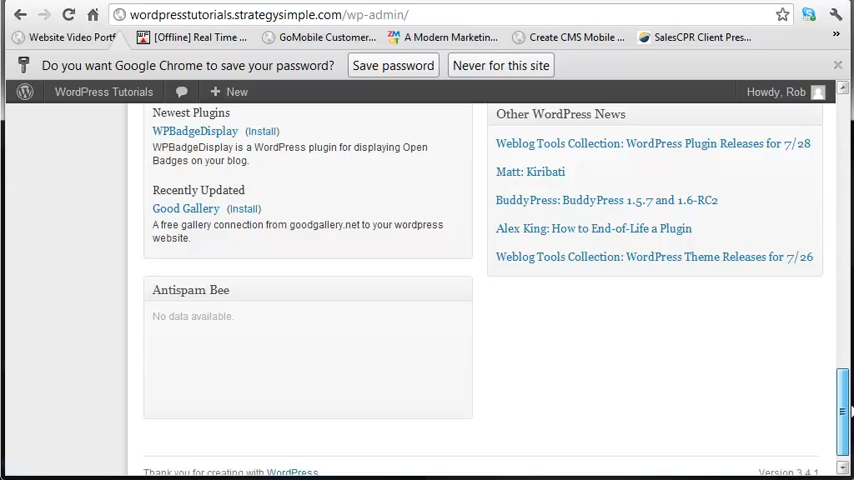 wordpresstutorials.strategysimple.com/wp-admin/
Website Video Portf
[Offline] Real Time ...
GoMobile Customer...
A Modern Marketin...
Create CMS Mobile ...
SalesCPR Client Pres...
»
Do you want Google Chrome to save your password?
Save password
Never for this site
WordPress Tutorials
+ New
Howdy, Rob
Newest Plugins
WPBadgeDisplay (Install)
WPBadgeDisplay is a WordPress plugin for displaying Open
Badges on your blog.
Recently Updated
Good Gallery (Install)
A free gallery connection from goodgallery.net to your wordpress
website.
Antispam Bee
No data available.
Other WordPress News
Weblog Tools Collection: WordPress Plugin Releases for 7/28
Matt: Kiribati
BuddyPress: BuddyPress 1.5.7 and 1.6-RC2
Alex King: How to End-of-Life a Plugin
Weblog Tools Collection: WordPress Theme Releases for 7/26
Thank you for creating with WordPress.
Version 3.4.1